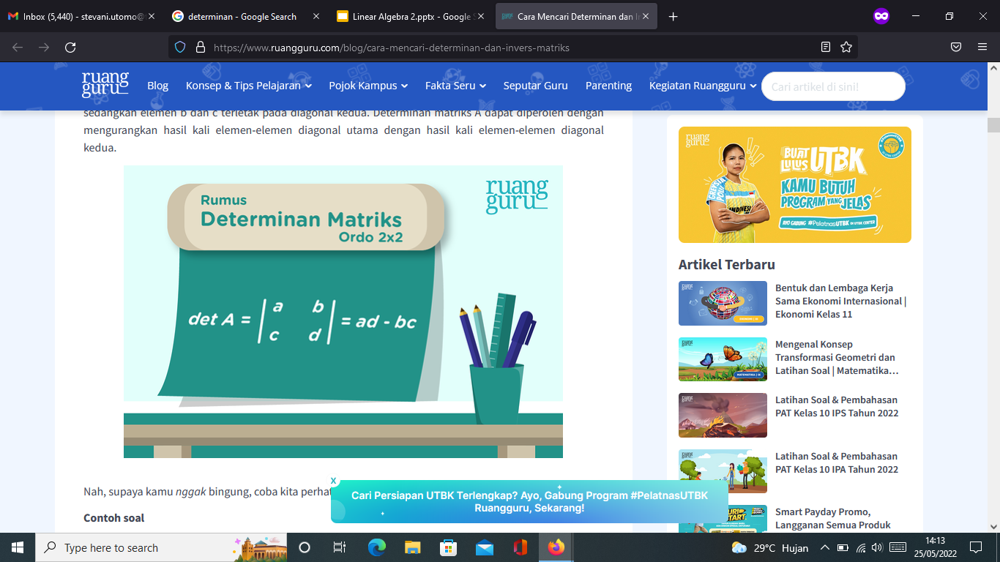 Inbox (5,440) - stevani.utomo@
determinan - Google Search
Linear Algebra 2.pptx - Google S
Cara Mencari Determinan dan In
https://www.ruangguru.com/blog/cara-mencari-determinan-dan-invers-matriks
ruang guru
Blog
Konsep & Tips Pelajaran
Pojok Kampus
Fakta Seru
Seputar Guru
Parenting
Kegiatan Ruangguru
Cari artikel di sini!
sedangkan elemen b dan c terletak pada diagonal kedua. Determinan matriks A dapat diperoleh dengan
mengurangkan hasil kali elemen-elemen diagonal utama dengan hasil kali elemen-elemen diagonal
kedua.
ruang
guru
Rumus
Determinan Matriks
Ordo 2x2
det A = | a b |
| c d | = ad - bc
Nah, supaya kamu nggak bingung, coba kita perhat
Contoh soal
X
Cari Persiapan UTBK Terlengkap? Ayo, Gabung Program #PelatnasUTBK
Ruangguru, Sekarang!
ruang
guru
BUAT
LULUS UTBK
KAMU BUTUH
PROGRAM YANG JELAS
AYO GABUNG #PelatnasUTBK DI UTBK CENTER
Artikel Terbaru
Bentuk dan Lembaga Kerja
Sama Ekonomi Internasional |
Ekonomi Kelas 11
Mengenal Konsep
Transformasi Geometri dan
Latihan Soal | Matematika...
Latihan Soal & Pembahasan
PAT Kelas 10 IPS Tahun 2022
Latihan Soal & Pembahasan
PAT Kelas 10 IPA Tahun 2022
Smart Payday Promo,
Langganan Semua Produk
Type here to search
29°C Hujan
14:13
25/05/2022